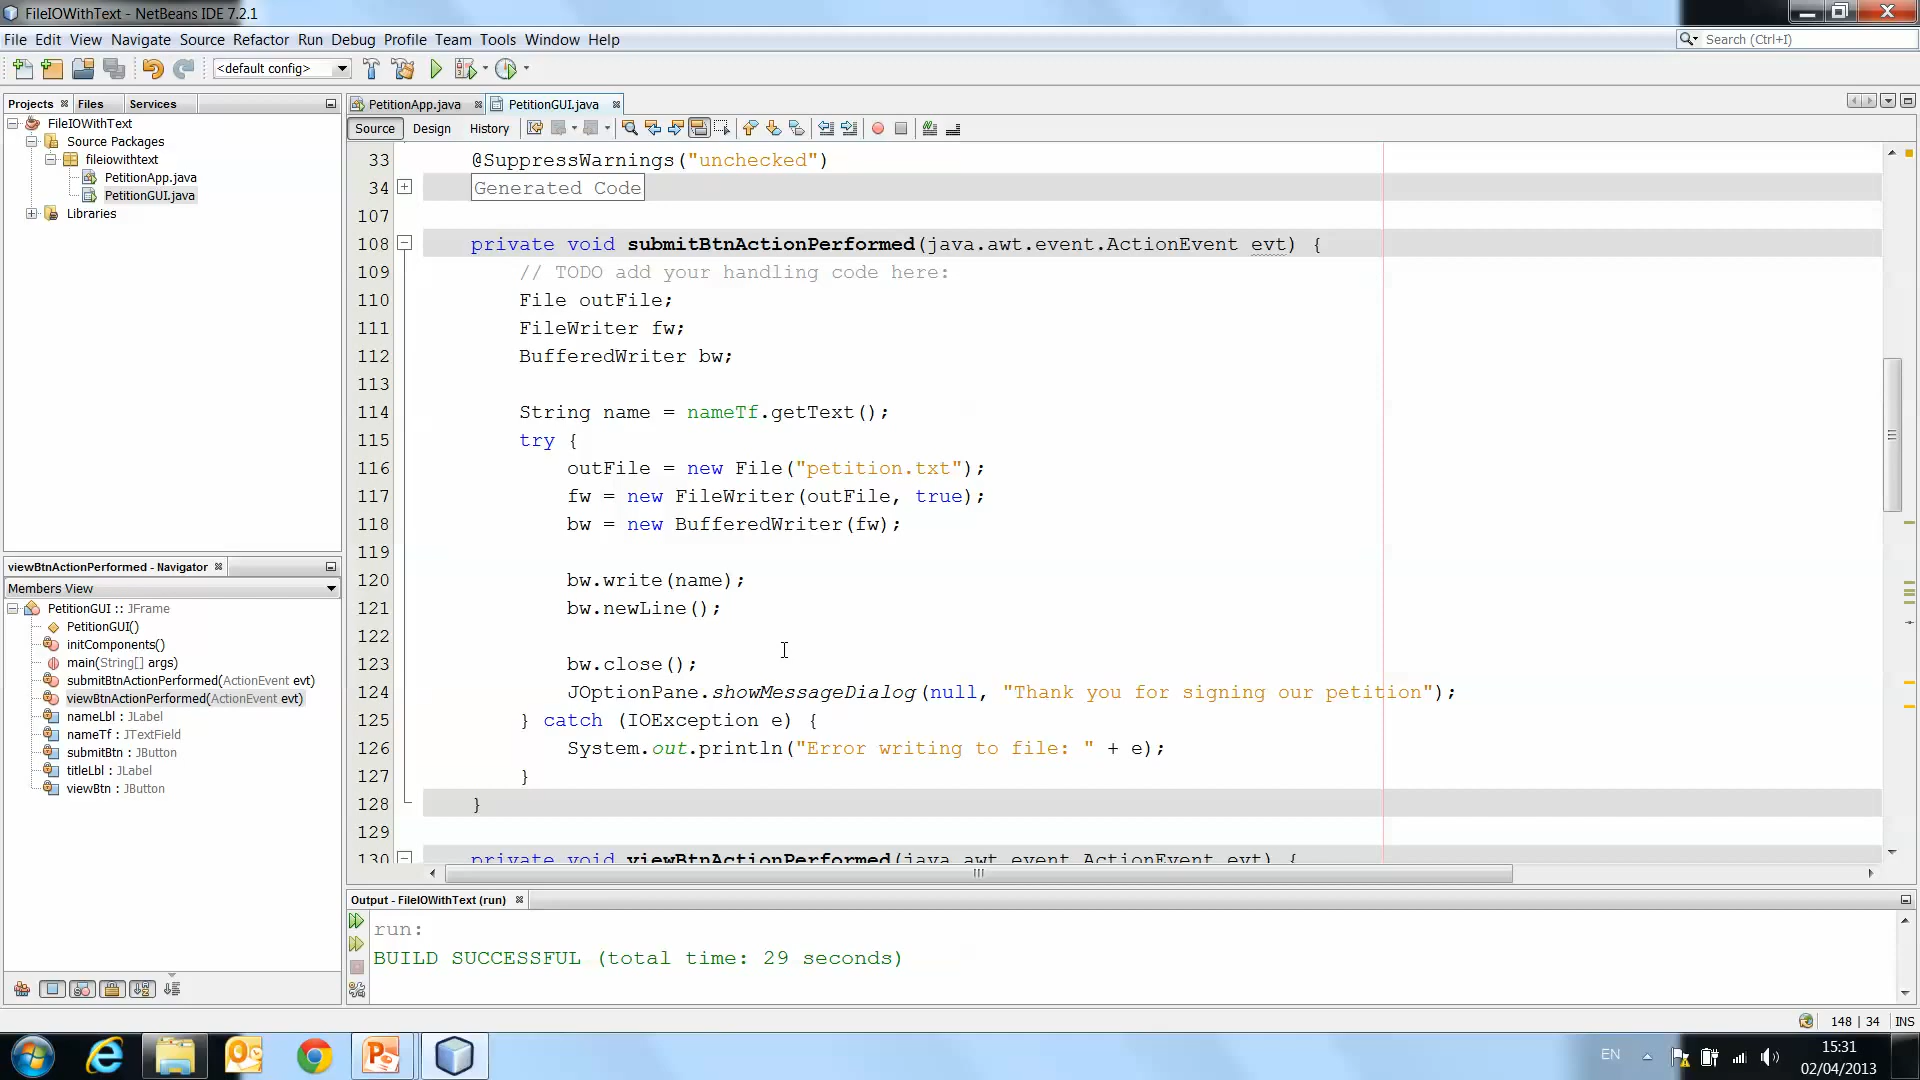 FileIOWithText - NetBeans IDE 7.2.1
File Edit View Navigate Source Refactor Run Debug Profile Team Tools Window Help
Search (Ctrl+I)
<default config>
Projects Files Services
FileIOWithText
Source Packages
fileiowithtext
PetitionApp.java
PetitionGUI.java
Libraries
viewBtnActionPerformed - Navigator
Members View
PetitionGUI :: JFrame
PetitionGUI()
initComponents()
main(String[] args)
submitBtnActionPerformed(ActionEvent evt)
viewBtnActionPerformed(ActionEvent evt)
nameLbl : JLabel
nameTf : JTextField
submitBtn : JButton
titleLbl : JLabel
viewBtn : JButton
PetitionApp.java PetitionGUI.java
Source Design History
33 @SuppressWarnings("unchecked")
34 Generated Code
107
108 private void submitBtnActionPerformed(java.awt.event.ActionEvent evt) {
109 // TODO add your handling code here:
110 File outFile;
111 FileWriter fw;
112 BufferedWriter bw;
113
114 String name = nameTf.getText();
115 try {
116 outFile = new File("petition.txt");
117 fw = new FileWriter(outFile, true);
118 bw = new BufferedWriter(fw);
119
120 bw.write(name);
121 bw.newLine();
122
123 bw.close();
124 JOptionPane.showMessageDialog(null, "Thank you for signing our petition");
125 } catch (IOException e) {
126 System.out.println("Error writing to file: " + e);
127 }
128 }
129
130 private void viewBtnActionPerformed(java.awt.event.ActionEvent evt) {
Output - FileIOWithText (run)
run:
BUILD SUCCESSFUL (total time: 29 seconds)
148 | 34 INS
EN
15:31
02/04/2013